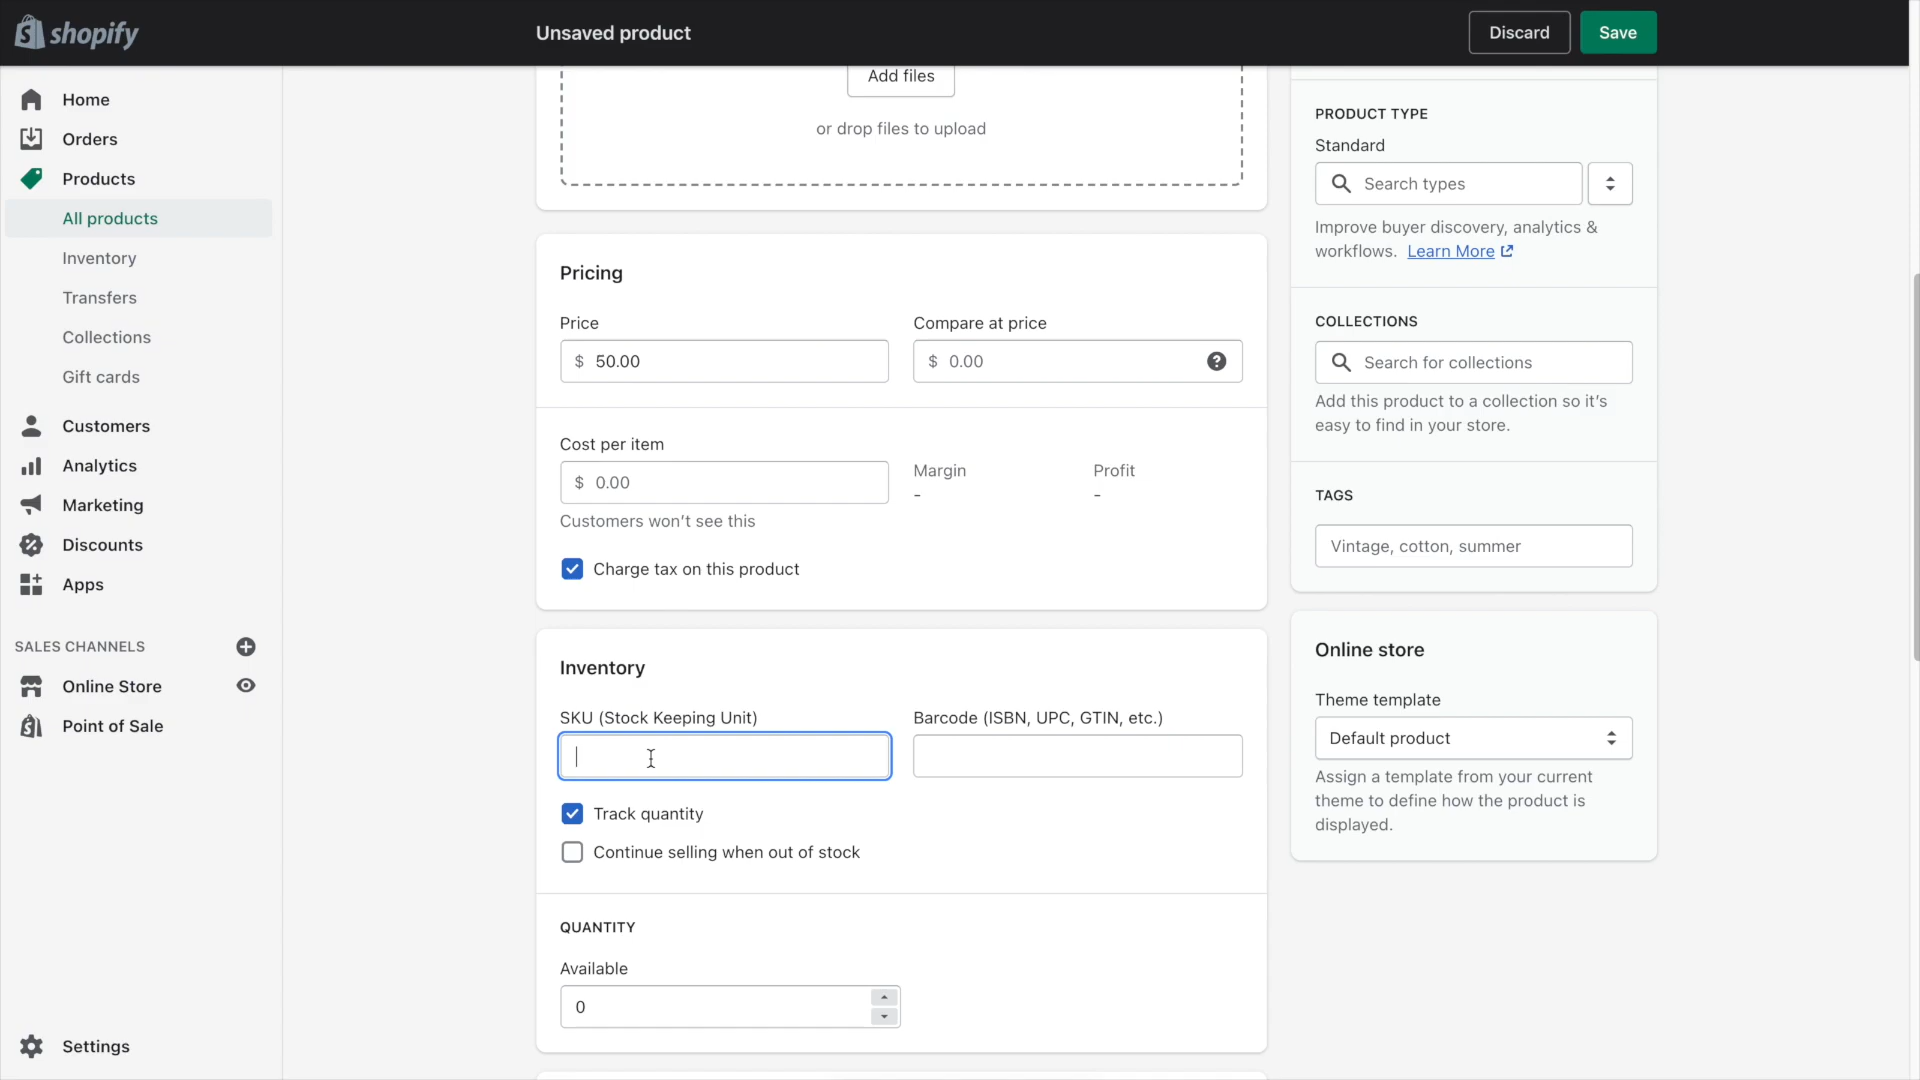 shopify
Unsaved product
Discard
Save
Home
Orders
Products
All products
Inventory
Transfers
Collections
Gift cards
Customers
Analytics
Marketing
Discounts
Apps
SALES CHANNELS
Online Store
Point of Sale
Settings
Add files
or drop files to upload
Pricing
Price
Compare at price
$ 50.00
$ 0.00
Cost per item
$ 0.00
Margin
-
Profit
-
Customers won't see this
Charge tax on this product
Inventory
SKU (Stock Keeping Unit)
Barcode (ISBN, UPC, GTIN, etc.)
Track quantity
Continue selling when out of stock
QUANTITY
Available
0
PRODUCT TYPE
Standard
Search types
Improve buyer discovery, analytics &
workflows. Learn More
COLLECTIONS
Search for collections
Add this product to a collection so it's
easy to find in your store.
TAGS
Vintage, cotton, summer
Online store
Theme template
Default product
Assign a template from your current
theme to define how the product is
displayed.